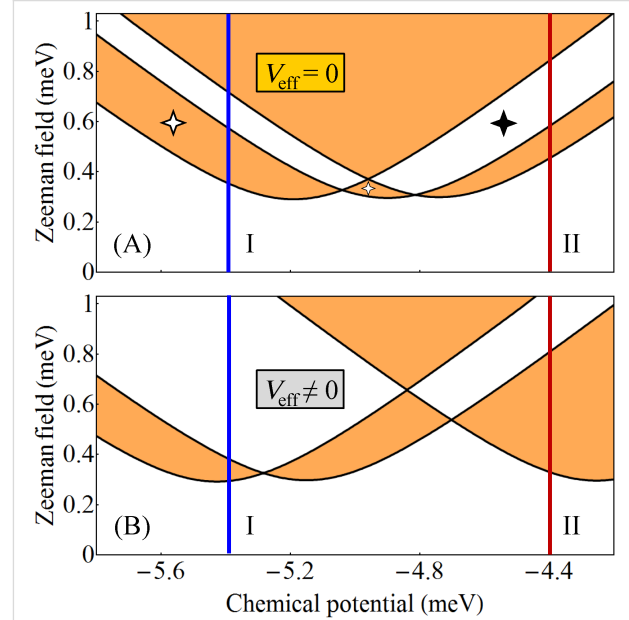 Zeeman field (meV)
1
0.8
0.6
0.4
0.2
0
V_eff = 0
(A)
I
II
Zeeman field (meV)
1
0.8
0.6
0.4
0.2
0
V_eff ≠ 0
(B)
I
II
−5.6 −5.2 −4.8 −4.4
Chemical potential (meV)